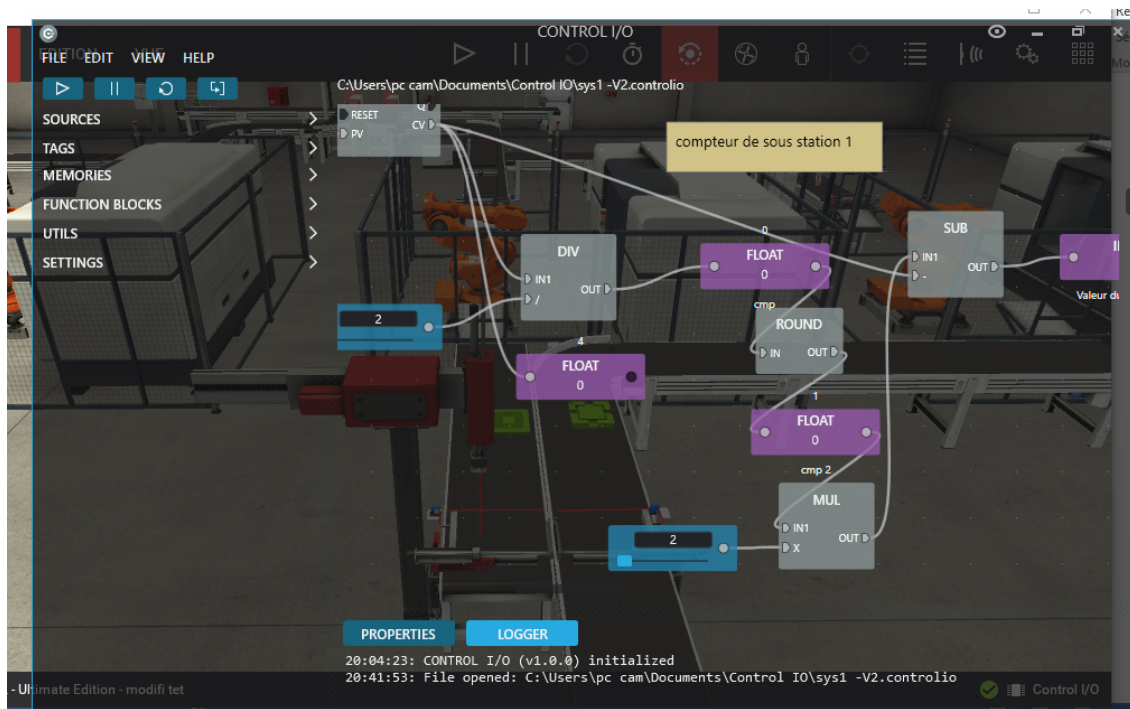 CONTROL I/O
EDITION VUE
FILE EDIT VIEW HELP
C:\Users\pc cam\Documents\Control IO\sys1 -V2.controlio
SOURCES
TAGS
MEMORIES
FUNCTION BLOCKS
UTILS
SETTINGS
RESET
Q
PV
CV
compteur de sous station 1
DIV
IN1
/
OUT
2
0
FLOAT
0
cmp
SUB
IN1
-
OUT
Valeur du
ROUND
IN OUT
4
FLOAT
0
1
FLOAT
0
cmp 2
MUL
IN1
X
OUT
2
PROPERTIES LOGGER
20:04:23: CONTROL I/O (v1.0.0) initialized
20:41:53: File opened: C:\Users\pc cam\Documents\Control IO\sys1 -V2.controlio
- Ultimate Edition - modifi tet
Control I/O